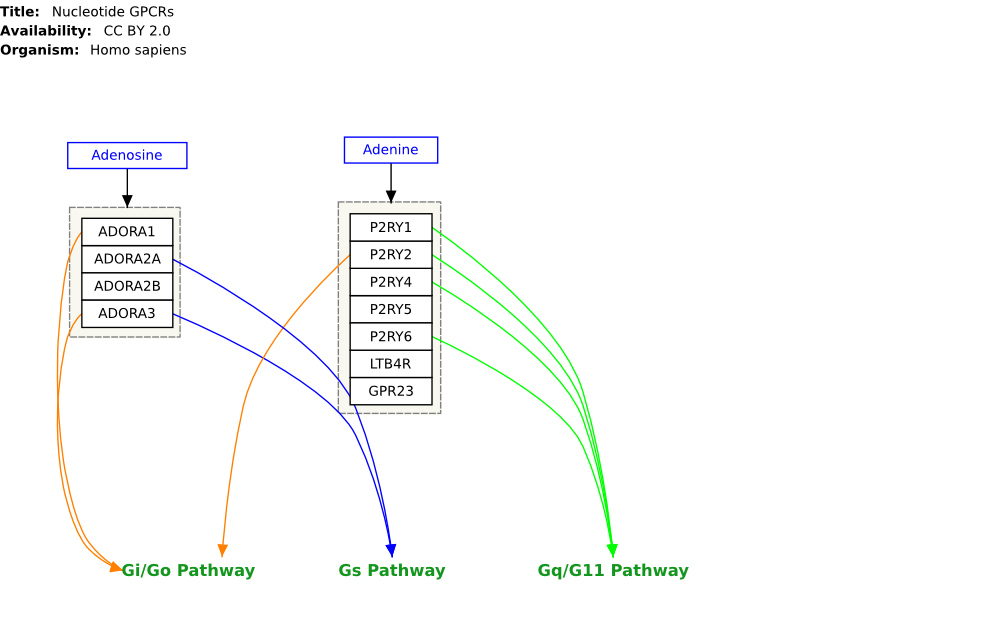 Title: Nucleotide GPCRs
Availability: CC BY 2.0
Organism: Homo sapiens
Adenosine
Adenine
ADORA1
ADORA2A
ADORA2B
ADORA3
P2RY1
P2RY2
P2RY4
P2RY5
P2RY6
LTB4R
GPR23
Gi/Go Pathway
Gs Pathway
Gq/G11 Pathway